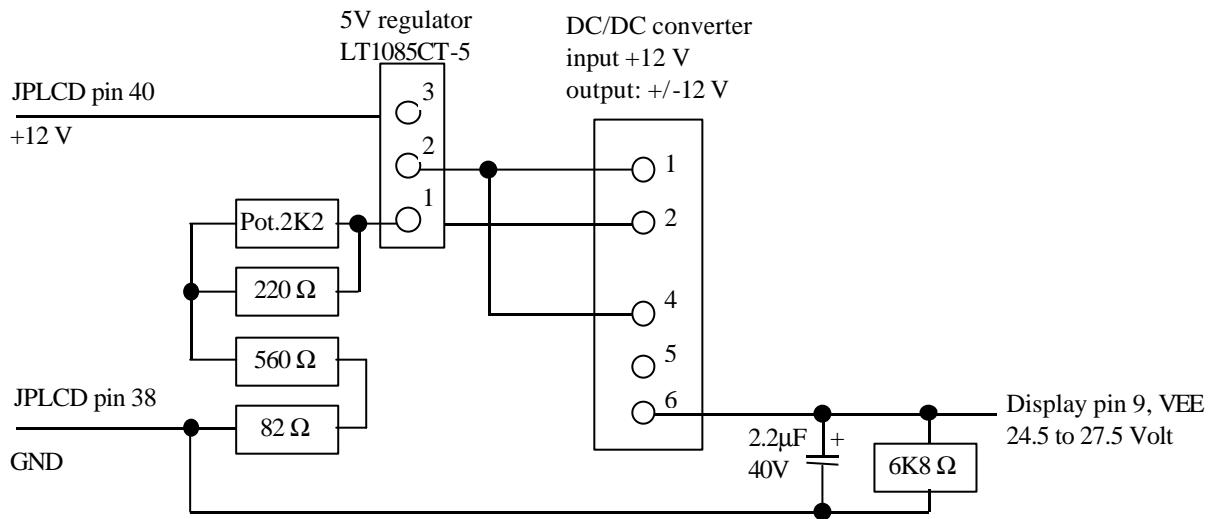 5V regulator
LT1085CT-5
DC/DC converter
input +12 V
output: +/-12 V
JPLCD pin 40
+12 V
3
2
1
1
2
4
5
6
Pot.2K2
220 Ω
560 Ω
82 Ω
JPLCD pin 38
GND
2.2µF
40V
+
6K8 Ω
Display pin 9, VEE
24.5 to 27.5 Volt